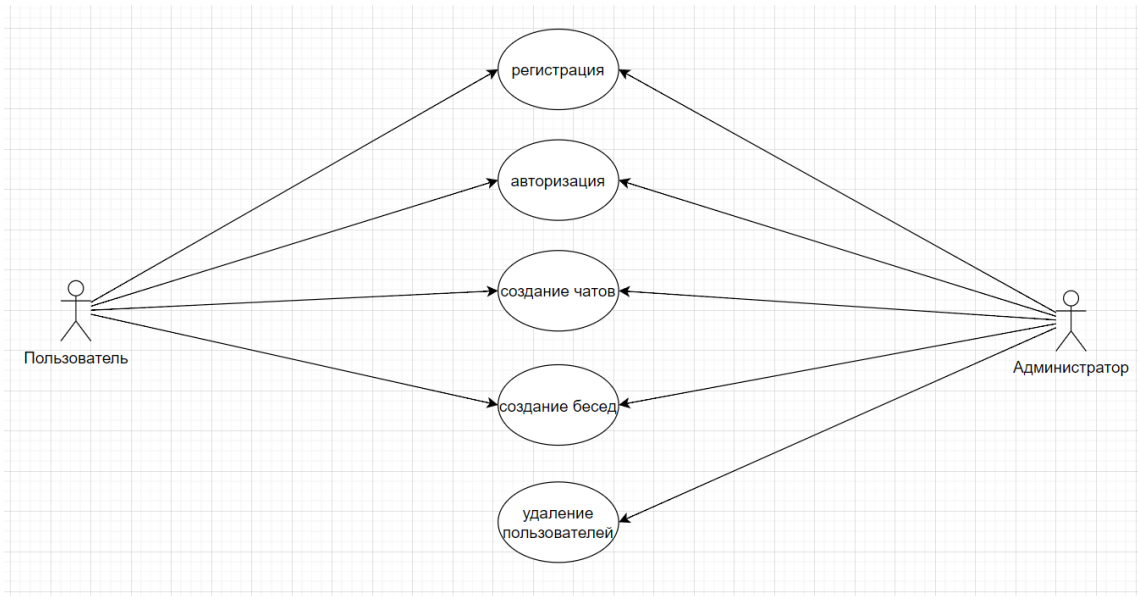 регистрация
авторизация
создание чатов
Пользователь
Администратор
создание бесед
удаление
пользователей